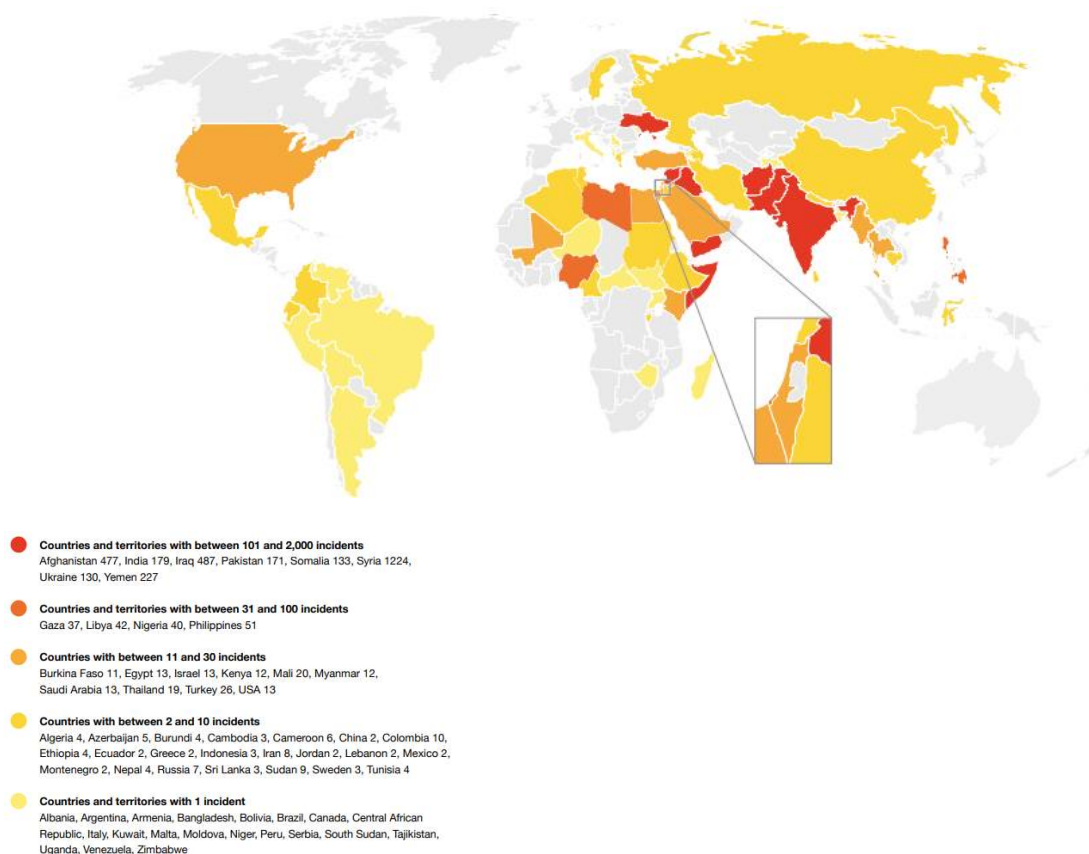 Countries and territories with between 101 and 2,000 incidents
Afghanistan 477, India 179, Iraq 487, Pakistan 171, Somalia 133, Syria 1224,
Ukraine 130, Yemen 227
Countries and territories with between 31 and 100 incidents
Gaza 37, Libya 42, Nigeria 40, Philippines 51
Countries with between 11 and 30 incidents
Burkina Faso 11, Egypt 13, Israel 13, Kenya 12, Mali 20, Myanmar 12,
Saudi Arabia 13, Thailand 19, Turkey 26, USA 13
Countries with between 2 and 10 incidents
Algeria 4, Azerbaijan 5, Burundi 4, Cambodia 3, Cameroon 6, China 2, Colombia 10,
Ethiopia 4, Ecuador 2, Greece 2, Indonesia 3, Iran 8, Jordan 2, Lebanon 2, Mexico 2,
Montenegro 2, Nepal 4, Russia 7, Sri Lanka 3, Sudan 9, Sweden 3, Tunisia 4
Countries and territories with 1 incident
Albania, Argentina, Armenia, Bangladesh, Bolivia, Brazil, Canada, Central African
Republic, Italy, Kuwait, Malta, Moldova, Niger, Peru, Serbia, South Sudan, Tajikistan,
Uganda, Venezuela, Zimbabwe